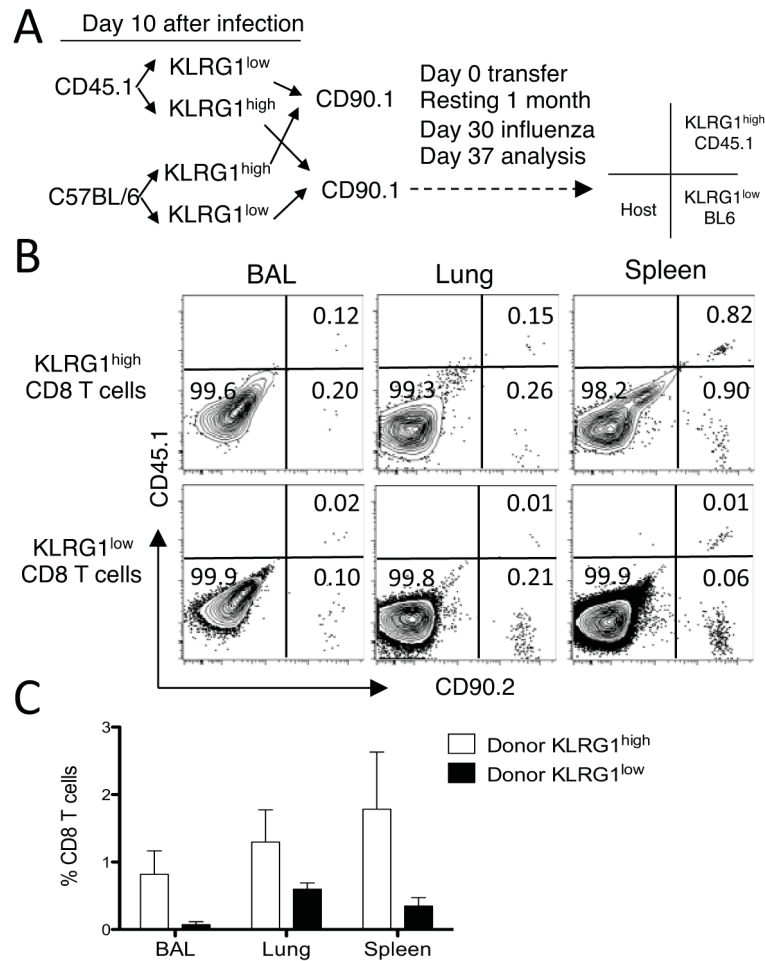 A
Day 10 after infection
CD45.1
KLRG1low
KLRG1high
CD90.1
C57BL/6
KLRG1high
KLRG1low
CD90.1
Day 0 transfer
Resting 1 month
Day 30 influenza
Day 37 analysis
KLRG1high
CD45.1
Host
KLRG1low
BL6
B
BAL
Lung
Spleen
KLRG1high
CD8 T cells
0.12
99.6
0.20
0.15
99.3
0.26
0.82
98.2
0.90
CD45.1
KLRG1low
CD8 T cells
0.02
99.9
0.10
0.01
99.8
0.21
0.01
99.9
0.06
CD90.2
C
% CD8 T cells
3
2
1
0
BAL
Lung
Spleen
Donor KLRG1high
Donor KLRG1low